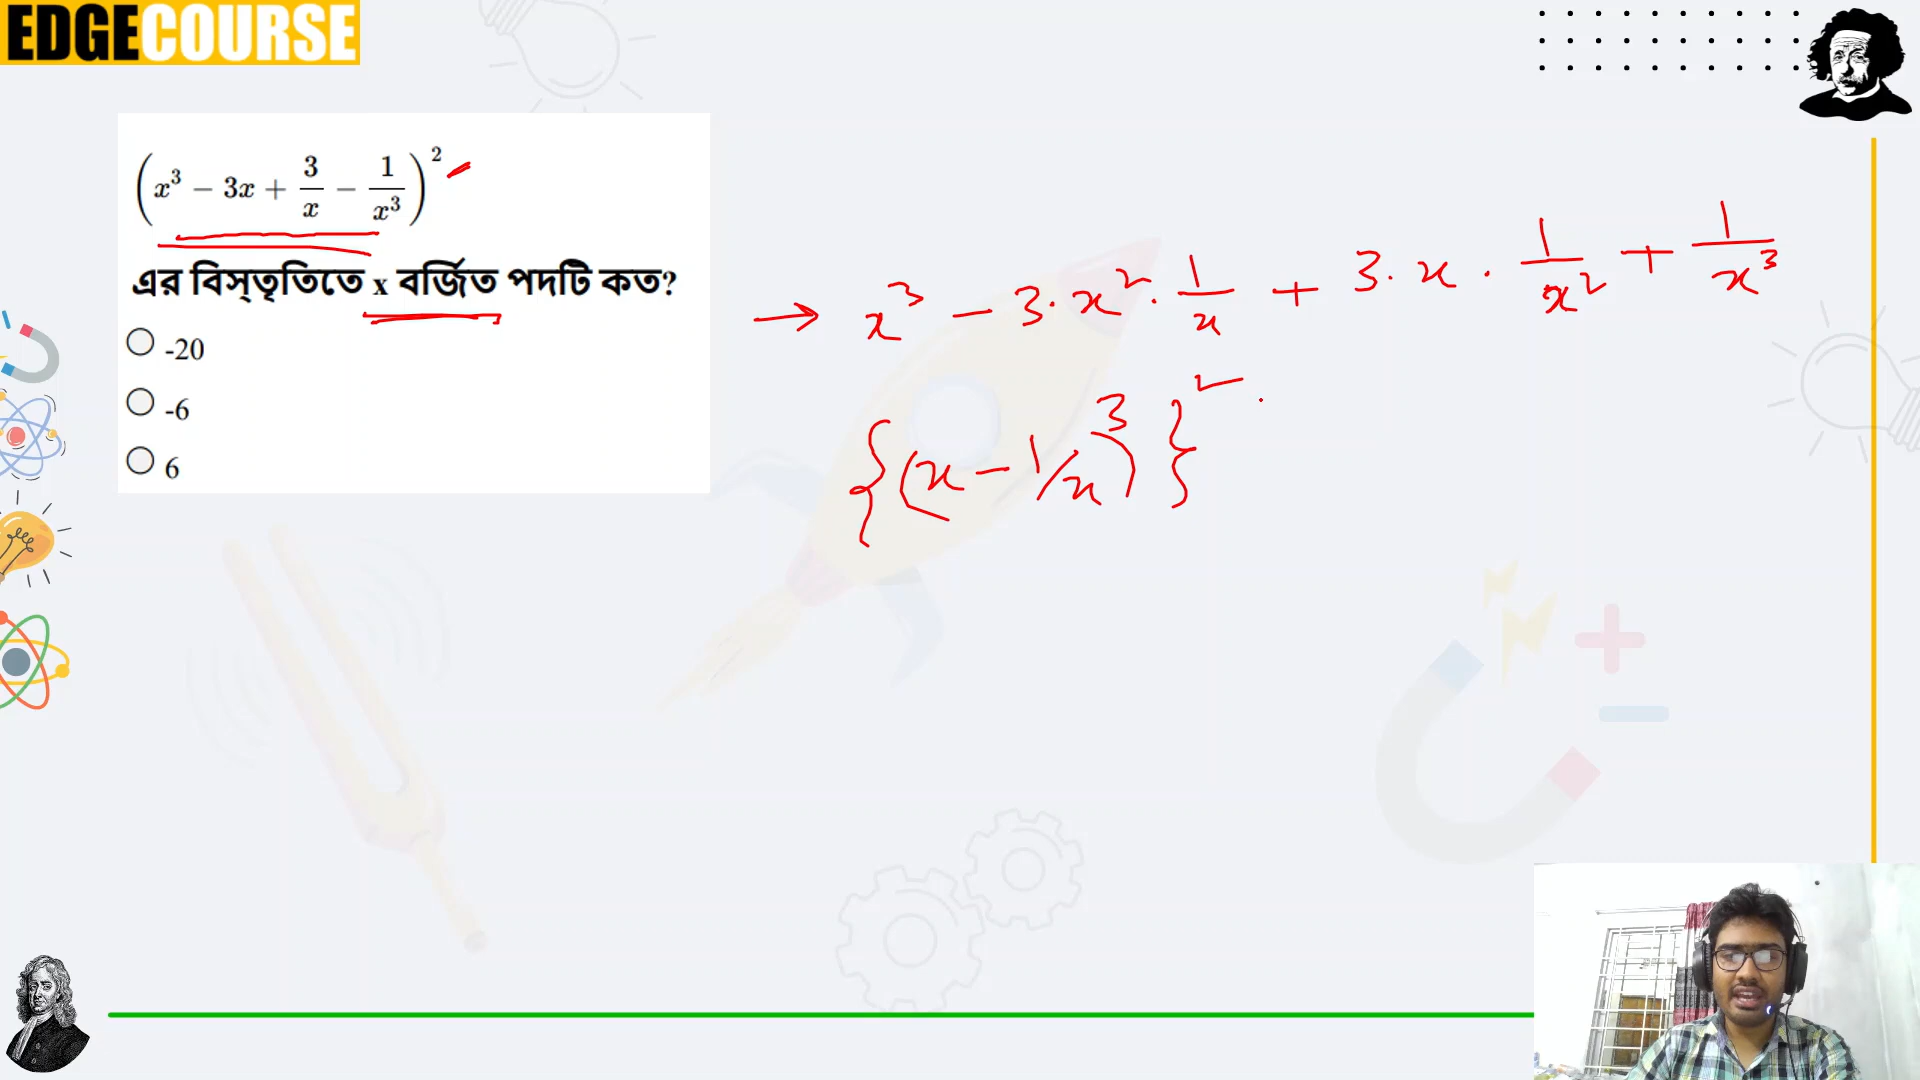 EDGECOURSE
(x³ − 3x + 3/x − 1/x³)²
এর বিস্তৃতিতে x বর্জিত পদটি কত?
-20
-6
6
→ x³ − 3·x²·1/x + 3·x·1/x² + 1/x³
{(x − 1/x)³}²